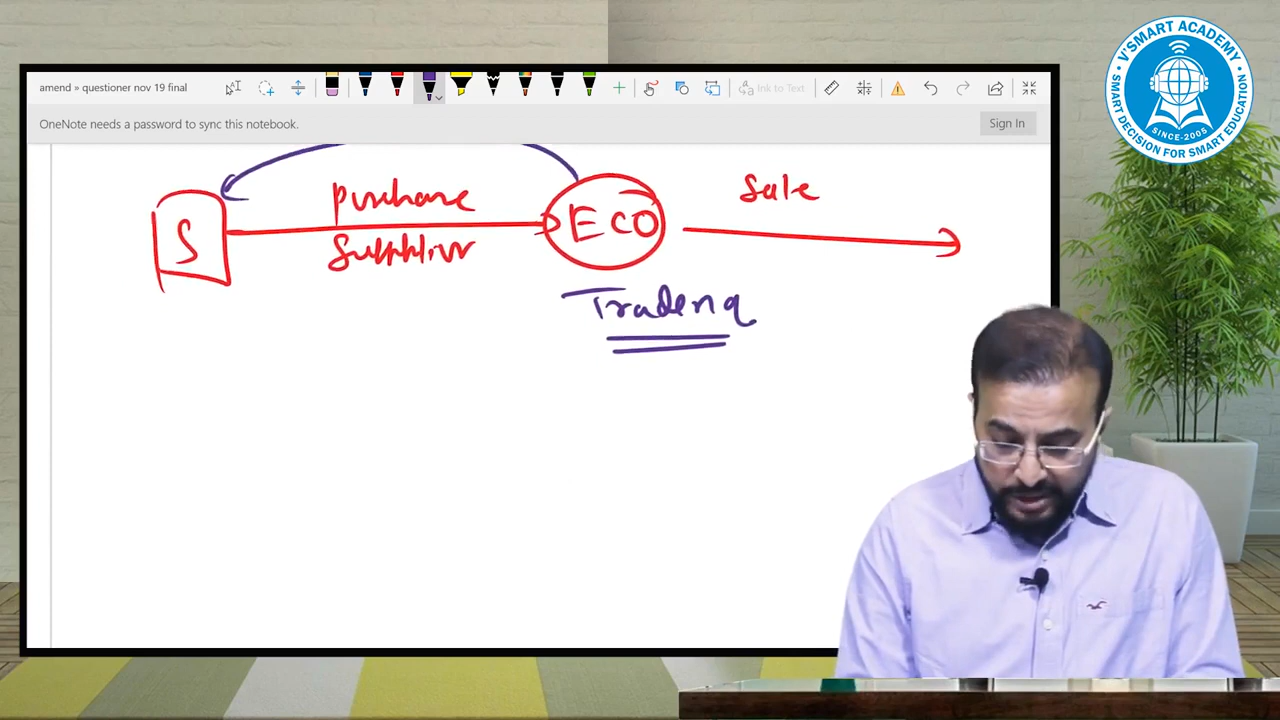 amend » questioner nov 19 final
Ink to Text
OneNote needs a password to sync this notebook.
Sign In
V'SMART ACADEMY
SMART DECISION FOR SMART EDUCATION
SINCE-2005
Purchase
Sale
S
ECO
Trading